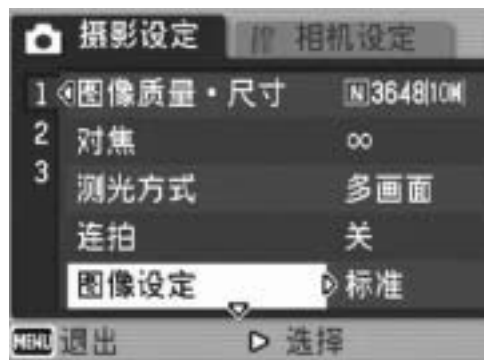 摄影设定 相机设定
1 图像质量・尺寸 N3648 10M
2 对焦 ∞
3 测光方式 多画面
连拍 关
图像设定 标准
MENU 退出 选择